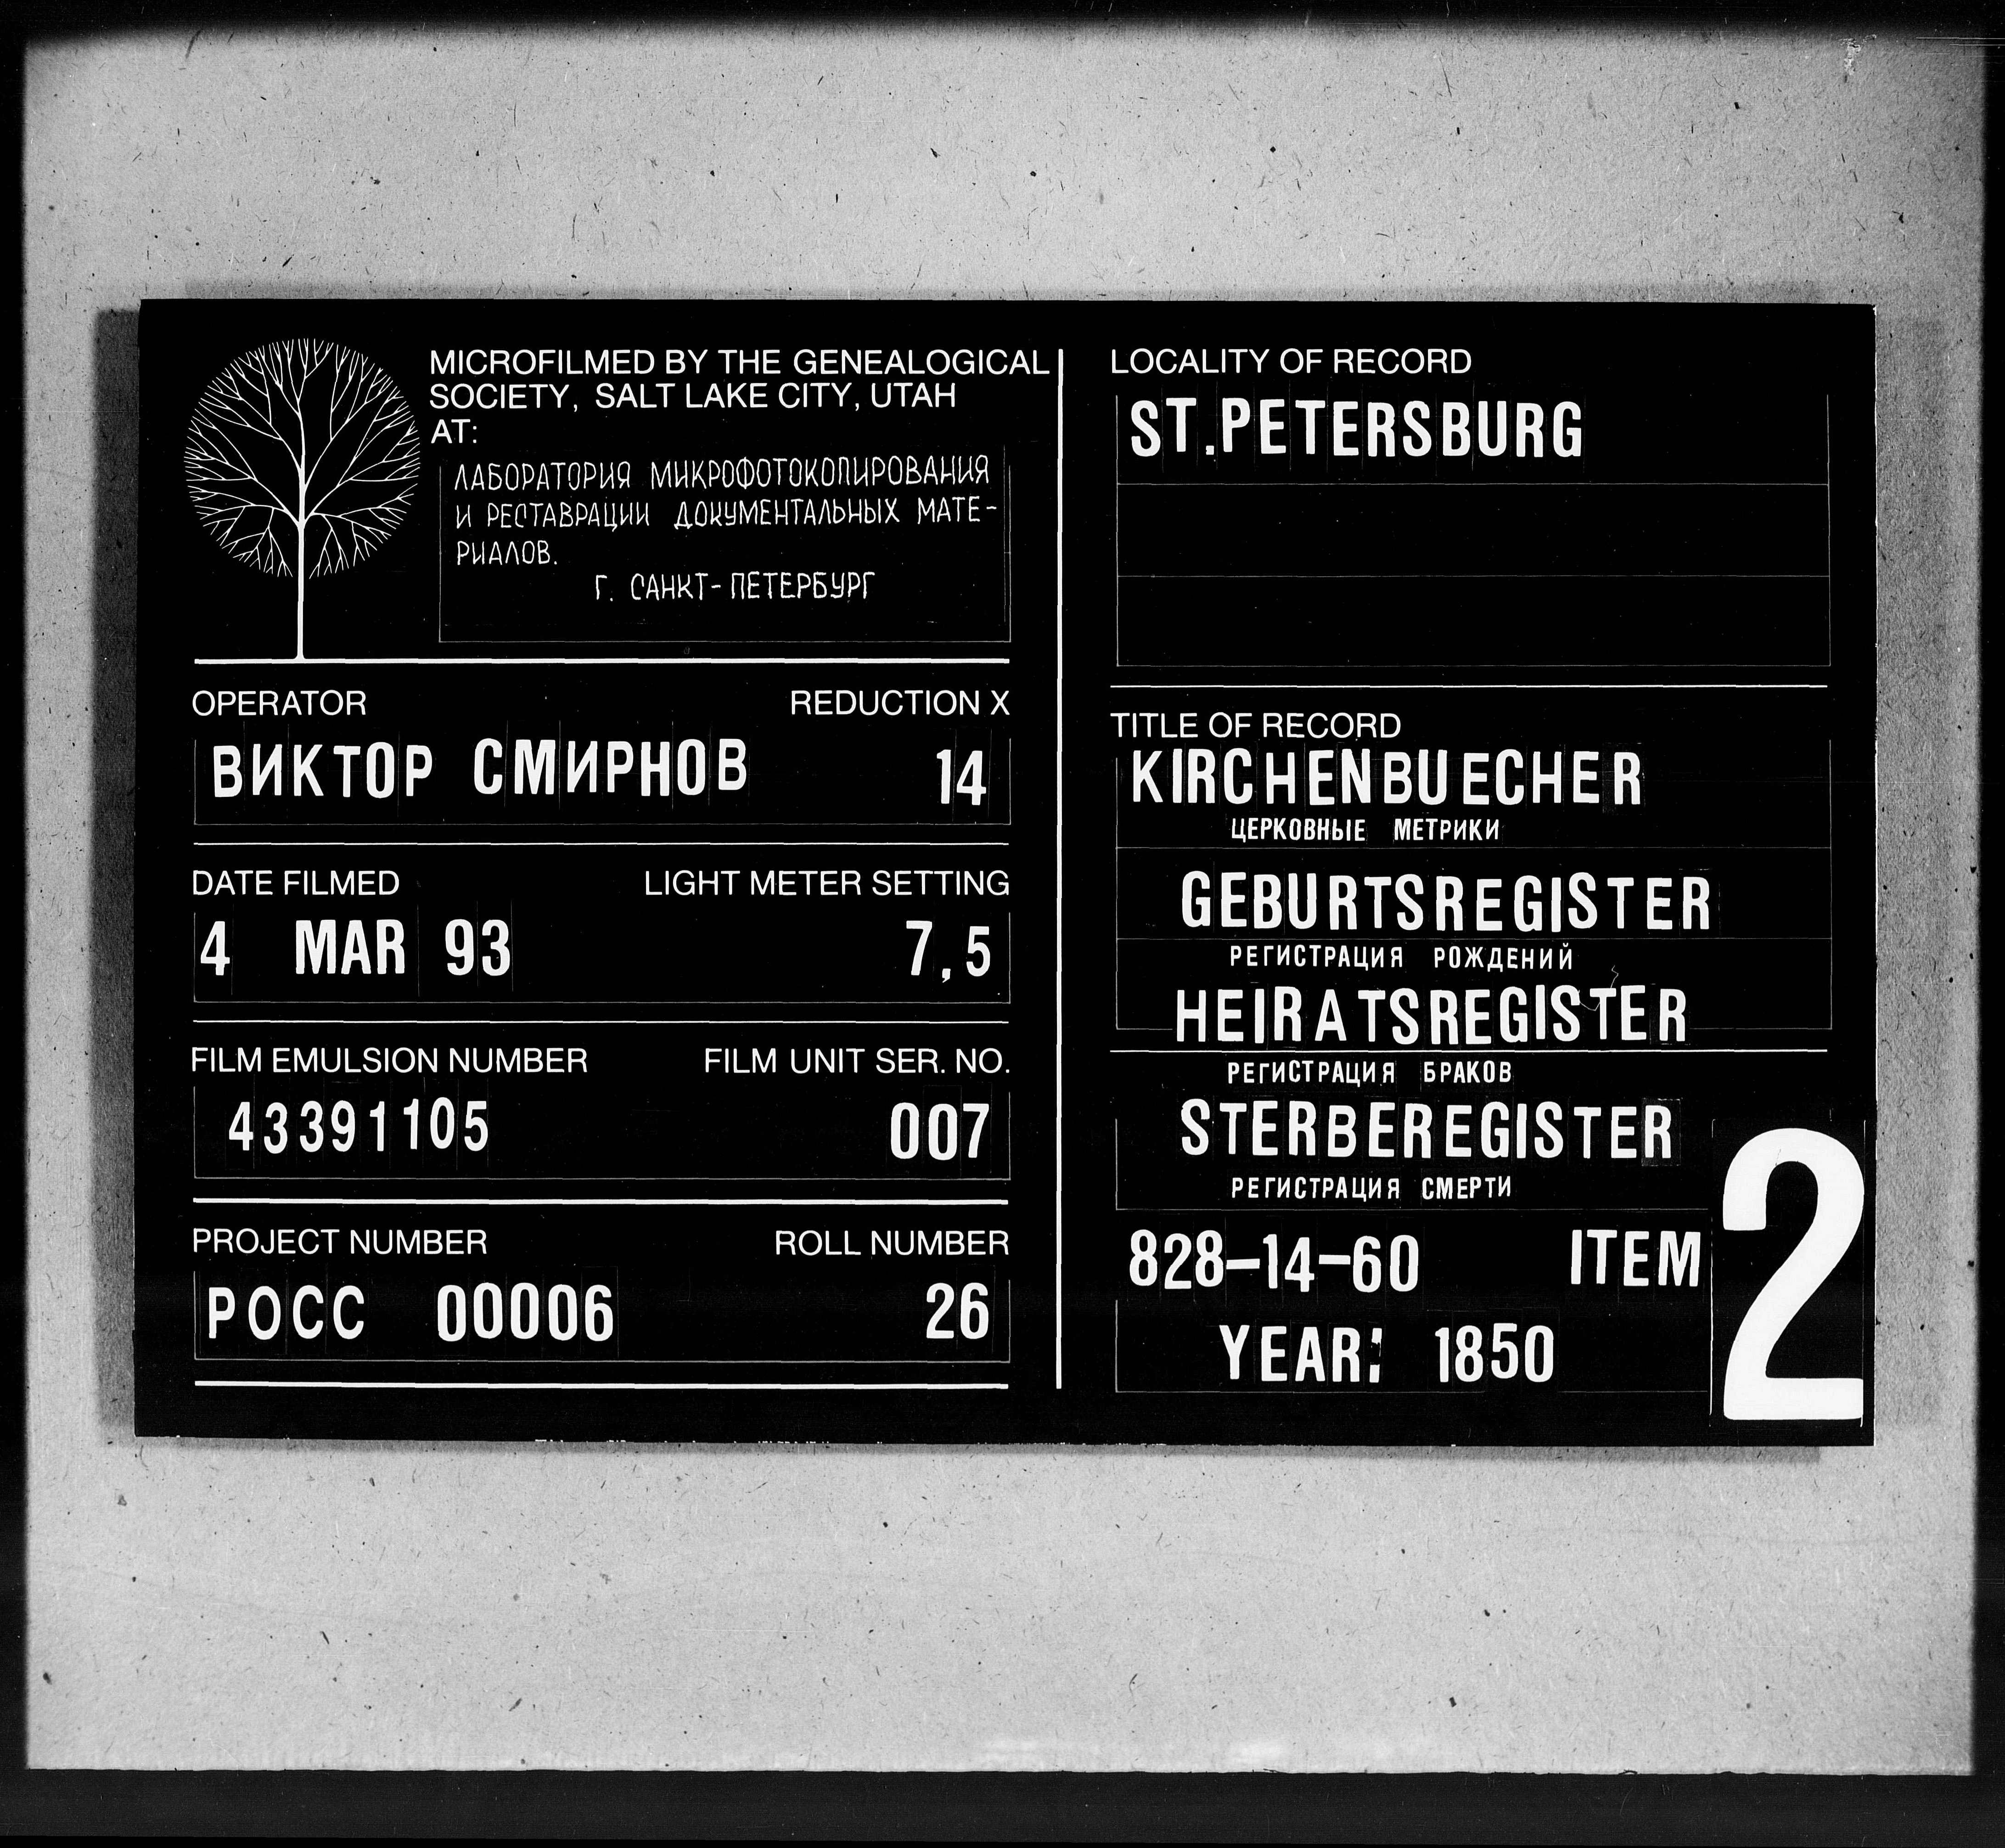 MICROFILMED BY THE GENEALOGICAL
SOCIETY, SALT LAKE CITY, UTAH
AT:
ЛАБОРАТОРИЯ МИКРОФОТОКОПИРОВАНИЯ
И РЕСТАВРАЦИИ ДОКУМЕНТАЛЬНЫХ МАТЕ-
РИАЛОВ.
Г. САНКТ-ПЕТЕРБУРГ
OPERATOR REDUCTION X
ВИКТОР СМИРНОВ 14
DATE FILMED LIGHT METER SETTING
4 MAR 93 7,5
FILM EMULSION NUMBER FILM UNIT SER. NO.
43391105 007
PROJECT NUMBER ROLL NUMBER
РОСС 00006 26
LOCALITY OF RECORD
ST.PETERSBURG
TITLE OF RECORD
KIRCHENBUECHER
ЦЕРКОВНЫЕ МЕТРИКИ
GEBURTSREGISTER
РЕГИСТРАЦИЯ РОЖДЕНИЙ
HEIRATSREGISTER
РЕГИСТРАЦИЯ БРАКОВ
STERBEREGISTER
РЕГИСТРАЦИЯ СМЕРТИ
828-14-60 ITEM 2
YEAR: 1850